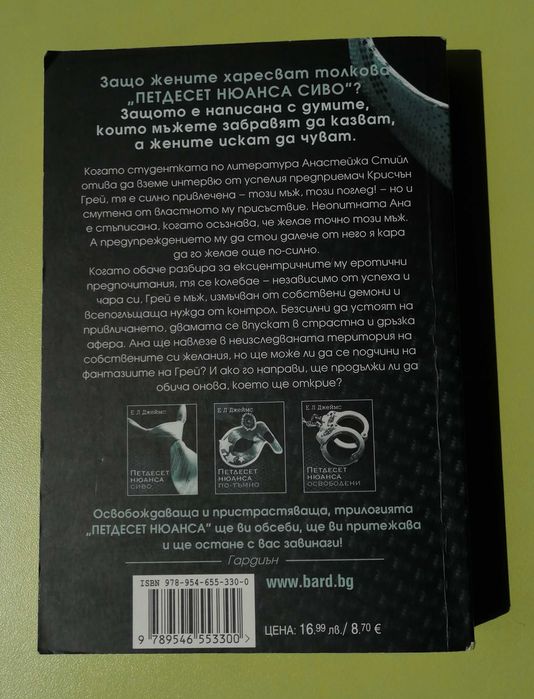 Защо жените харесват толкова
„ПЕТДЕСЕТ НЮАНСА СИВО"?
Защото е написана с думите,
които мъжете забравят да казват,
а жените искат да чуват.
Когато студентката по литература Анастейжа Стийл
отива да вземе интервю от успелия предприемач Крисчън
Грей, тя е силно привлечена – този мъж, този поглед! – но и
смутена от властното му присъствие. Неопитната Ана
е стъписана, когато осъзнава, че желае точно този мъж.
А предупреждението му да стои далече от него я кара
да го желае още по-силно.
Когато обаче разбира за ексцентричните му еротични
предпочитания, тя се колебае – независимо от успеха и
чара си, Грей е мъж, измъчван от собствени демони и
всепоглъщаща нужда от контрол. Безсилни да устоят на
привличането, двамата се впускат в страстна и дръзка
афера. Ана ще навлезе в неизследваната територия на
собствените си желания, но ще може ли да се подчини на
фантазиите на Грей? И ако го направи, ще продължи ли да
обича онова, което ще открие?
Е Л Джеймс
Петдесет
нюанса
сиво
Е Л Джеймс
Петдесет
нюанса
по-тъмно
Е Л Джеймс
Петдесет
нюанса
освободени
Освобождаваща и пристрастяваща, трилогията
„ПЕТДЕСЕТ НЮАНСА" ще ви обсеби, ще ви притежава
и ще остане с вас завинаги!
Гардиън
ISBN 978-954-655-330-0
9 789546 553300
www.bard.bg
ЦЕНА: 16.99 лв./ 8.70 €